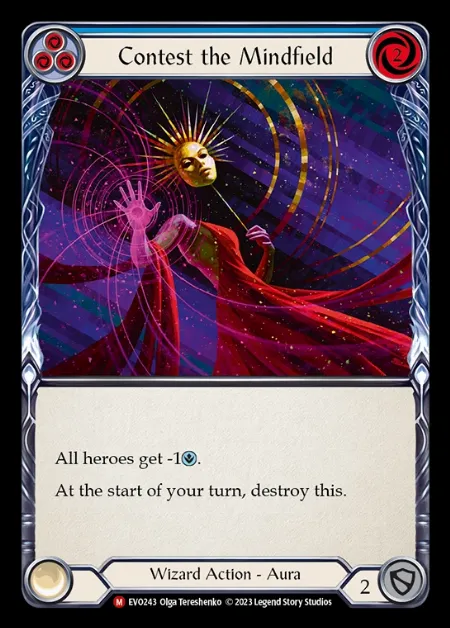 Contest the Mindfield
2
All heroes get -1.
At the start of your turn, destroy this.
Wizard Action - Aura
2
M EVO243 Olga Tereshenko © 2023 Legend Story Studios